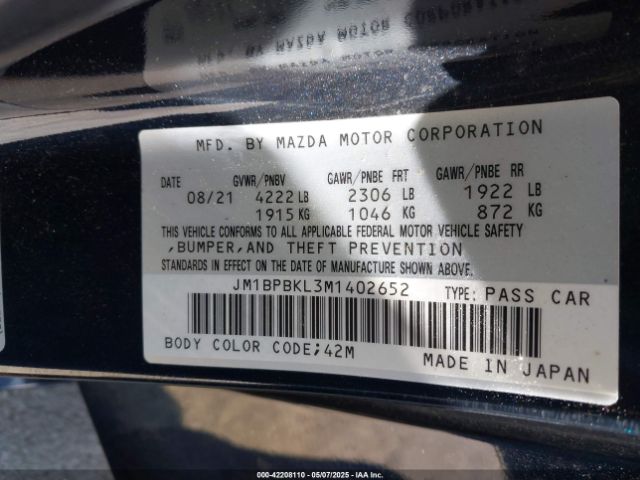 MFD. BY MAZDA MOTOR CORPORATION
DATE GVWR/PNBV GAWR/PNBE FRT GAWR/PNBE RR
08/21 4222 LB 2306 LB 1922 LB
1915 KG 1046 KG 872 KG
THIS VEHICLE CONFORMS TO ALL APPLICABLE FEDERAL MOTOR VEHICLE SAFETY
,BUMPER,AND THEFT PREVENTION
STANDARDS IN EFFECT ON THE DATE OF MANUFACTURE SHOWN ABOVE.
JM1BPBKL3M1402652 TYPE: PASS CAR
BODY COLOR CODE;42M MADE IN JAPAN
000-42208110 - 05/07/2025 - IAAI.COM